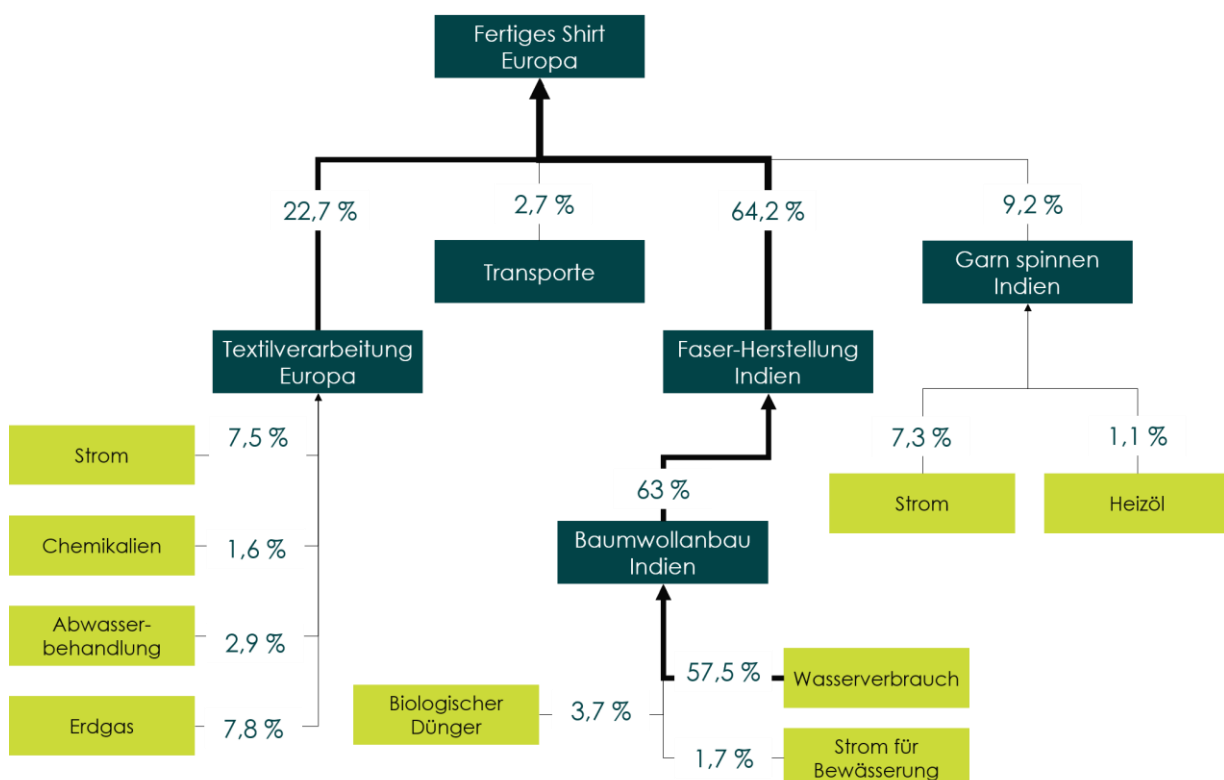 Fertiges Shirt
Europa
22,7 %
2,7 %
64,2 %
9,2 %
Transporte
Garn spinnen
Indien
Textilverarbeitung
Europa
Faser-Herstellung
Indien
Strom
7,5 %
7,3 %
1,1 %
63 %
Strom
Heizöl
Chemikalien
1,6 %
Baumwollanbau
Indien
Abwasser-
behandlung
2,9 %
57,5 %
Wasserverbrauch
Erdgas
7,8 %
Biologischer
Dünger
3,7 %
1,7 %
Strom für
Bewässerung